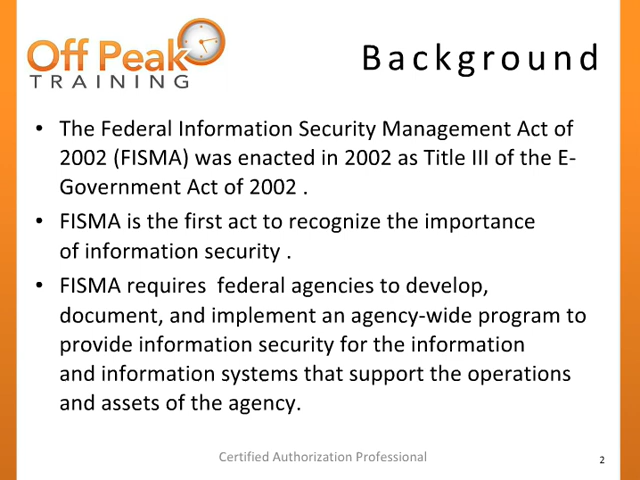 Off Peak
TRAINING
Background
• The Federal Information Security Management Act of
2002 (FISMA) was enacted in 2002 as Title III of the E-
Government Act of 2002 .
• FISMA is the first act to recognize the importance
of information security .
• FISMA requires  federal agencies to develop,
document, and implement an agency-wide program to
provide information security for the information
and information systems that support the operations
and assets of the agency.
Certified Authorization Professional
2